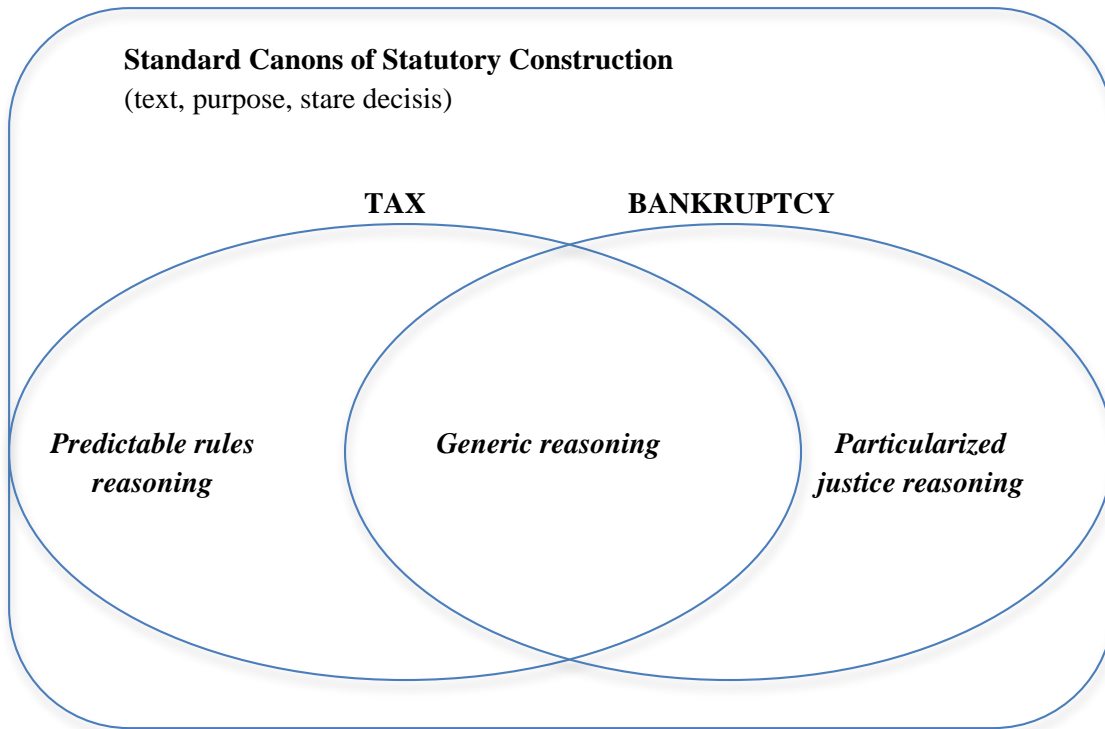 Standard Canons of Statutory Construction
(text, purpose, stare decisis)
TAX
BANKRUPTCY
Predictable rules
reasoning
Generic reasoning
Particularized
justice reasoning